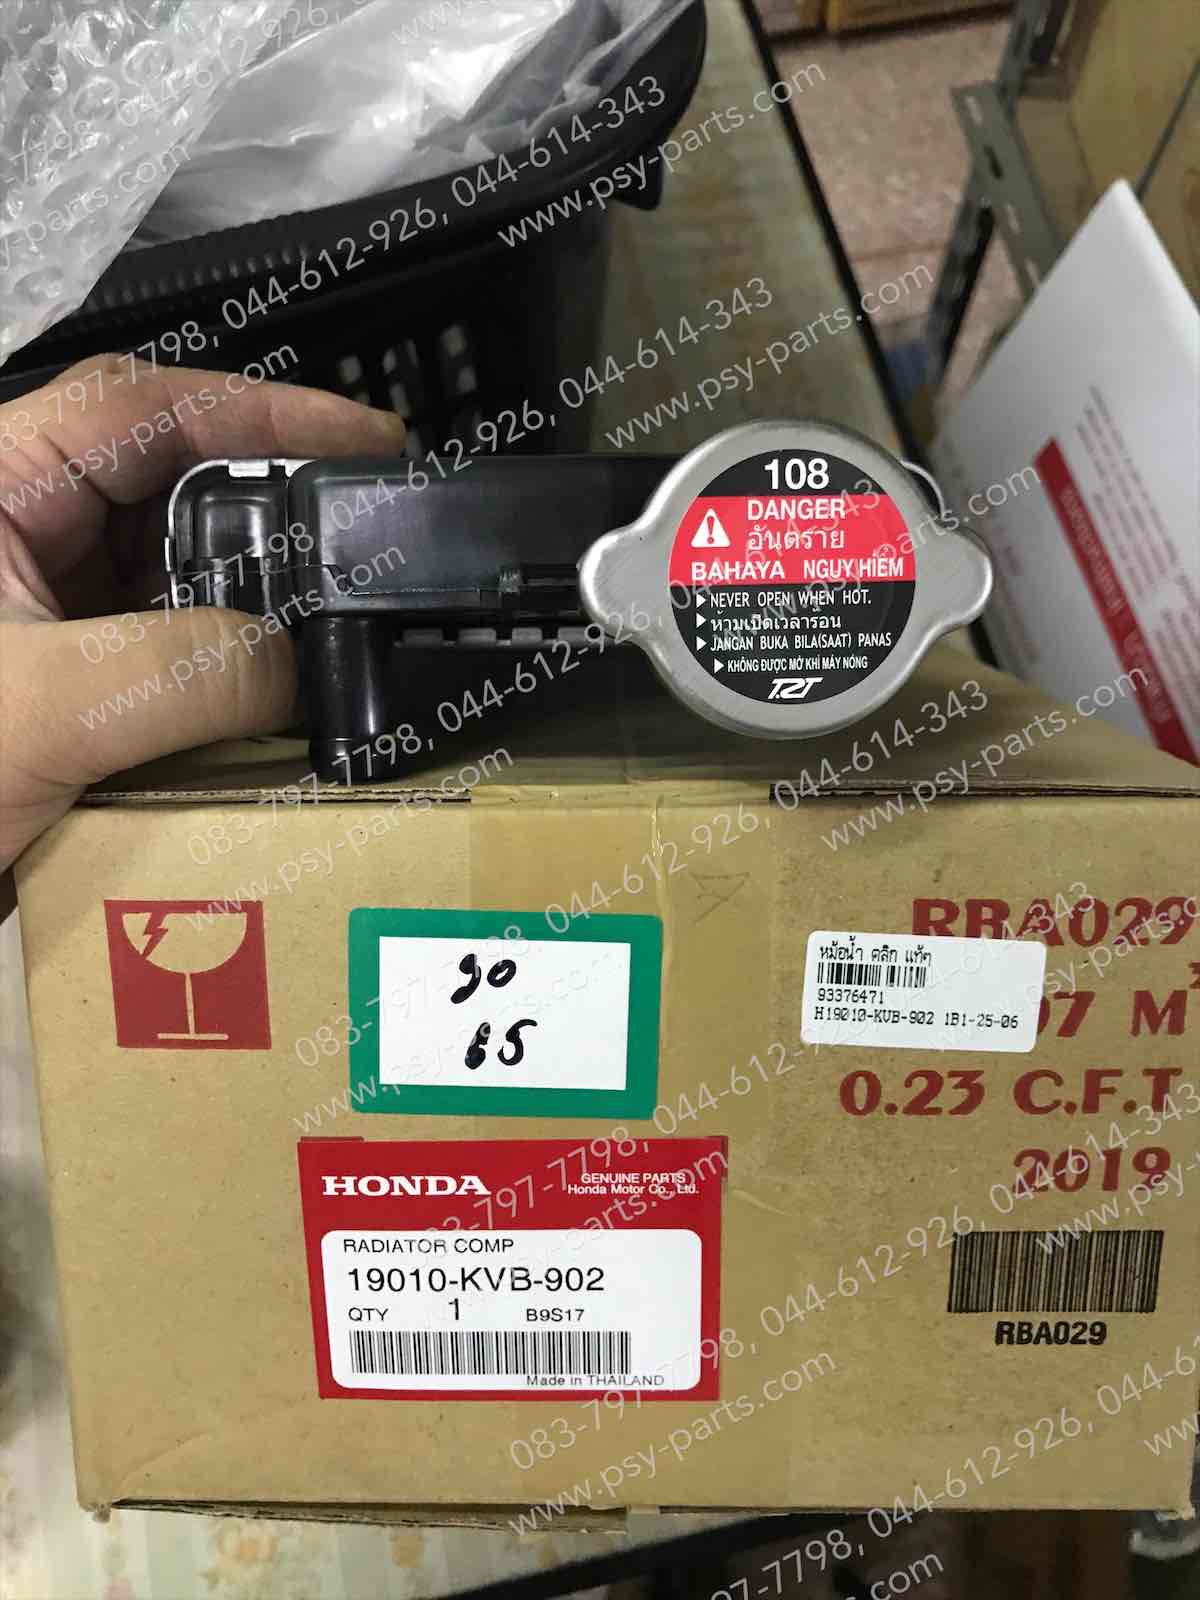 108
DANGER
อันตราย
BAHAYA NGUY HIỂM
NEVER OPEN WHEN HOT.
ห้ามเปิดเวลาร้อน
JANGAN BUKA BILA(SAAT) PANAS
KHÔNG ĐƯỢC MỞ KHI MÁY NÓNG
T.RT
RBA029
หม้อน้ำ คลิก แท้ๆ
93376471
H19010-KVB-902 1B1-25-06
07 M
0.23 C.F.T
2019
90
65
HONDA
GENUINE PARTS
Honda Motor Co., Ltd.
RADIATOR COMP
19010-KVB-902
QTY 1 B9S17
Made in THAILAND
RBA029
083-797-7798, 044-612-926, 044-614-343
www.psy-parts.com